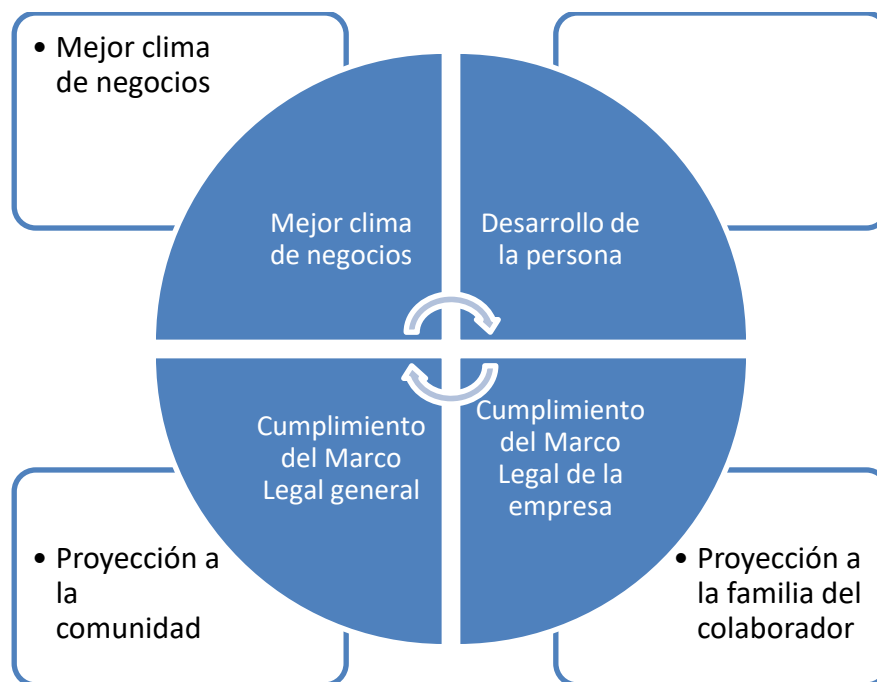 • Mejor clima
de negocios
Mejor clima
de negocios
Desarrollo de
la persona
Cumplimiento
del Marco
Legal general
Cumplimiento
del Marco
Legal de la
empresa
• Proyección a
la
comunidad
• Proyección a
la familia del
colaborador